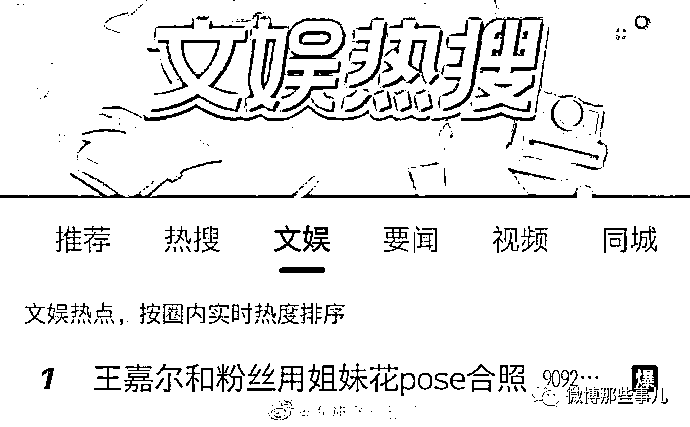 文娱热搜
推荐 热搜 文娱 要闻 视频 同城
文娱热点，按圈内实时热度排序
1 王嘉尔和粉丝用姐妹花pose合照 9092… 爆
微博那些事儿